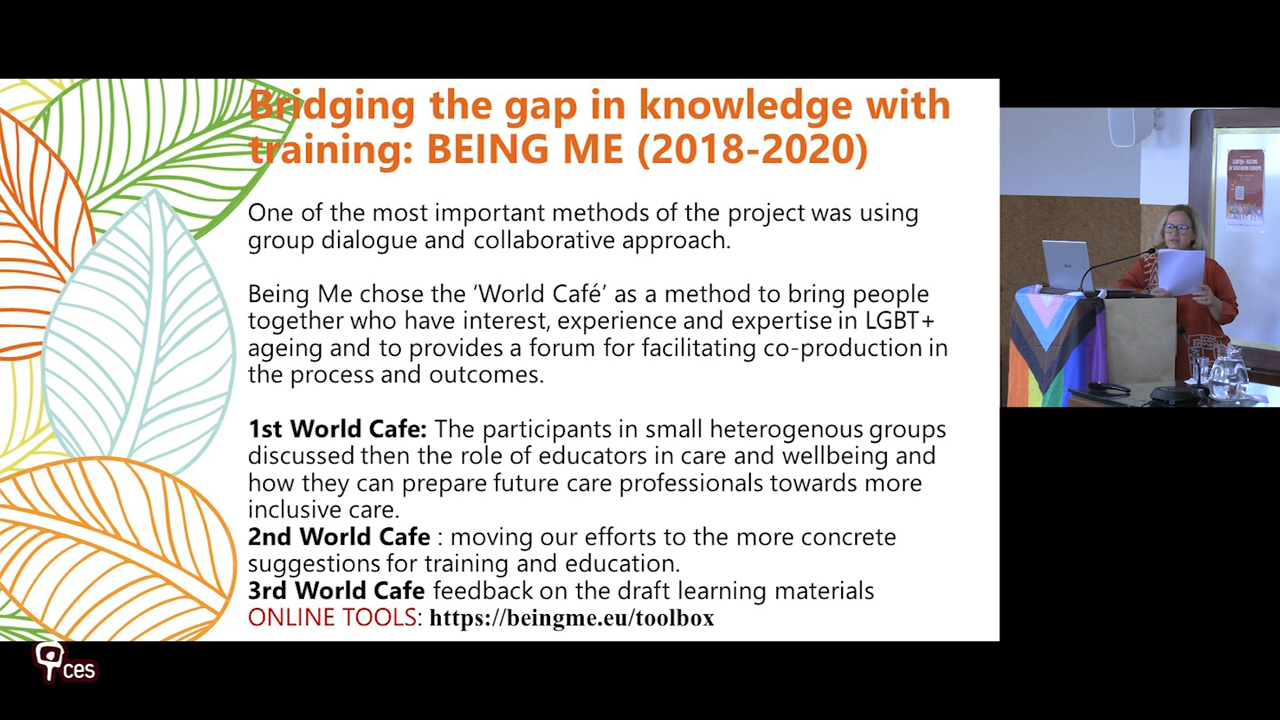 Bridging the gap in knowledge with
training: BEING ME (2018-2020)
One of the most important methods of the project was using
group dialogue and collaborative approach.
Being Me chose the ‘World Café’ as a method to bring people
together who have interest, experience and expertise in LGBT+
ageing and to provides a forum for facilitating co-production in
the process and outcomes.
1st World Cafe: The participants in small heterogenous groups
discussed then the role of educators in care and wellbeing and
how they can prepare future care professionals towards more
inclusive care.
2nd World Cafe : moving our efforts to the more concrete
suggestions for training and education.
3rd World Cafe feedback on the draft learning materials
ONLINE TOOLS: https://beingme.eu/toolbox
LGBTQI+ AGEING
IN SOUTHERN EUROPE
ces